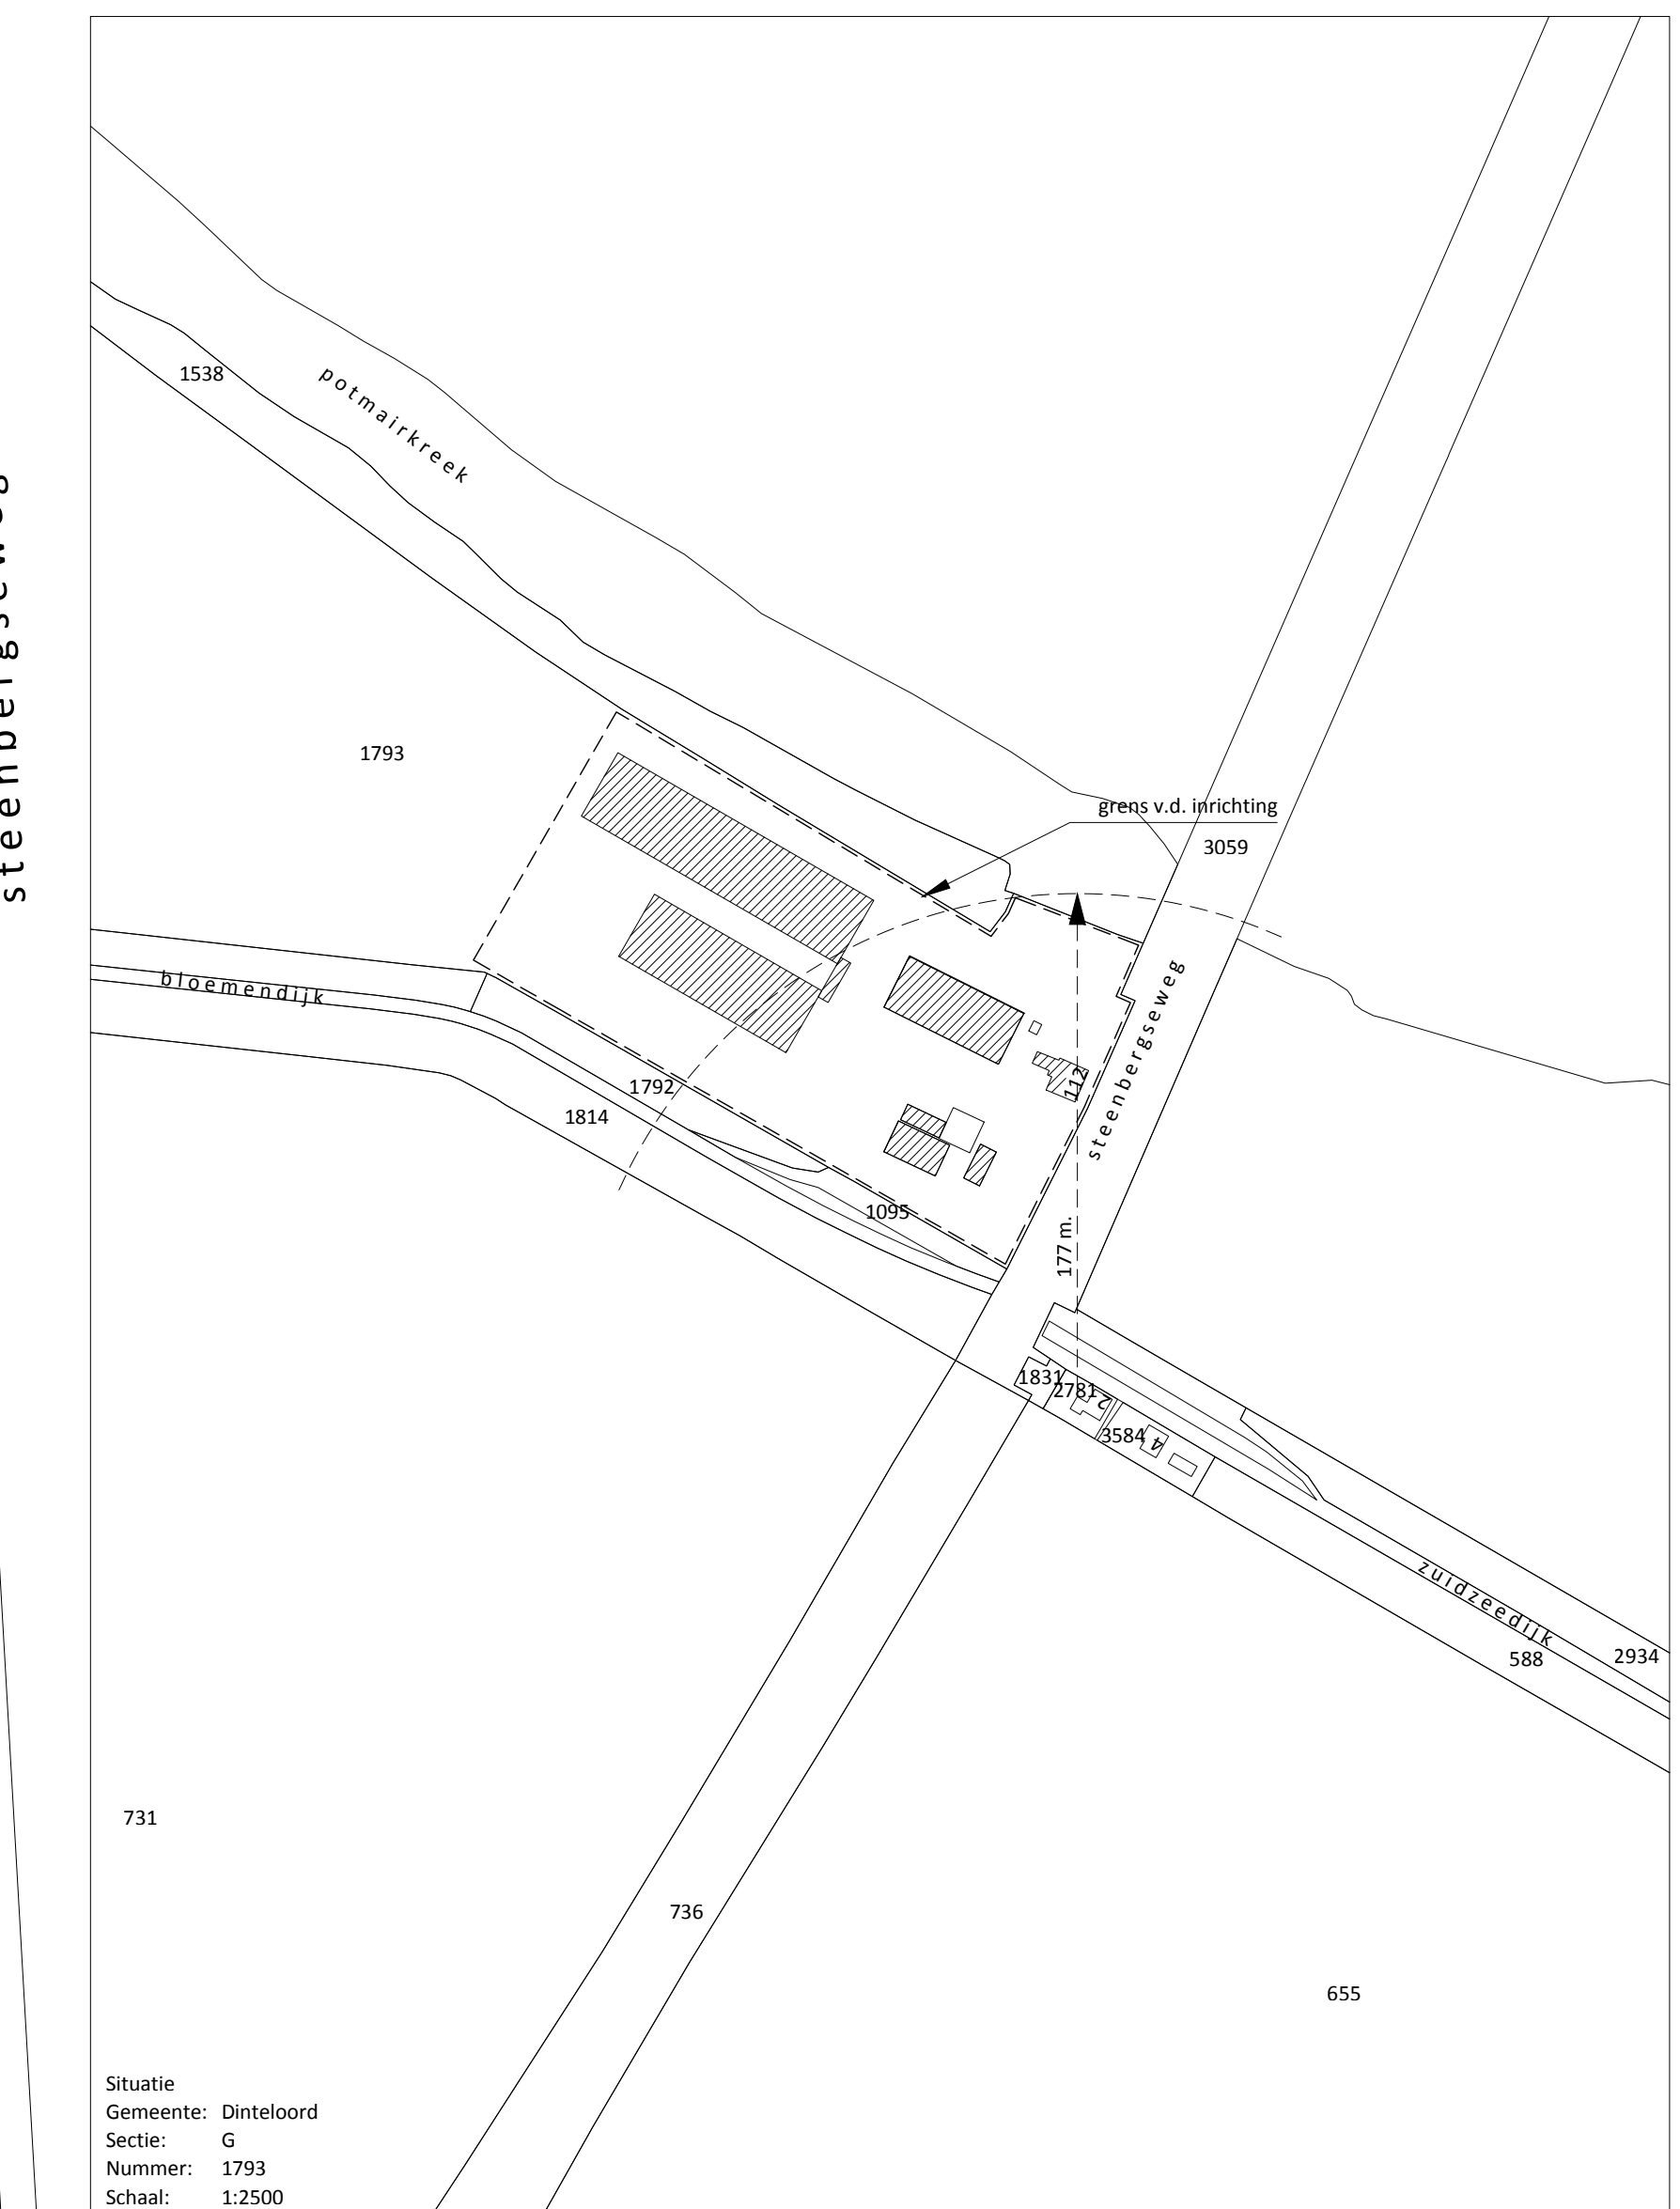 steenbergseweg
1538
potmairkreek
1793
grens v.d. inrichting
3059
bloemendijk
steenbergseweg
112
1792
1814
1095
177 m.
1831
2781
2
3584
4
zuidzeedijk
588
2934
731
736
655
Situatie
Gemeente: Dinteloord
Sectie: G
Nummer: 1793
Schaal: 1:2500